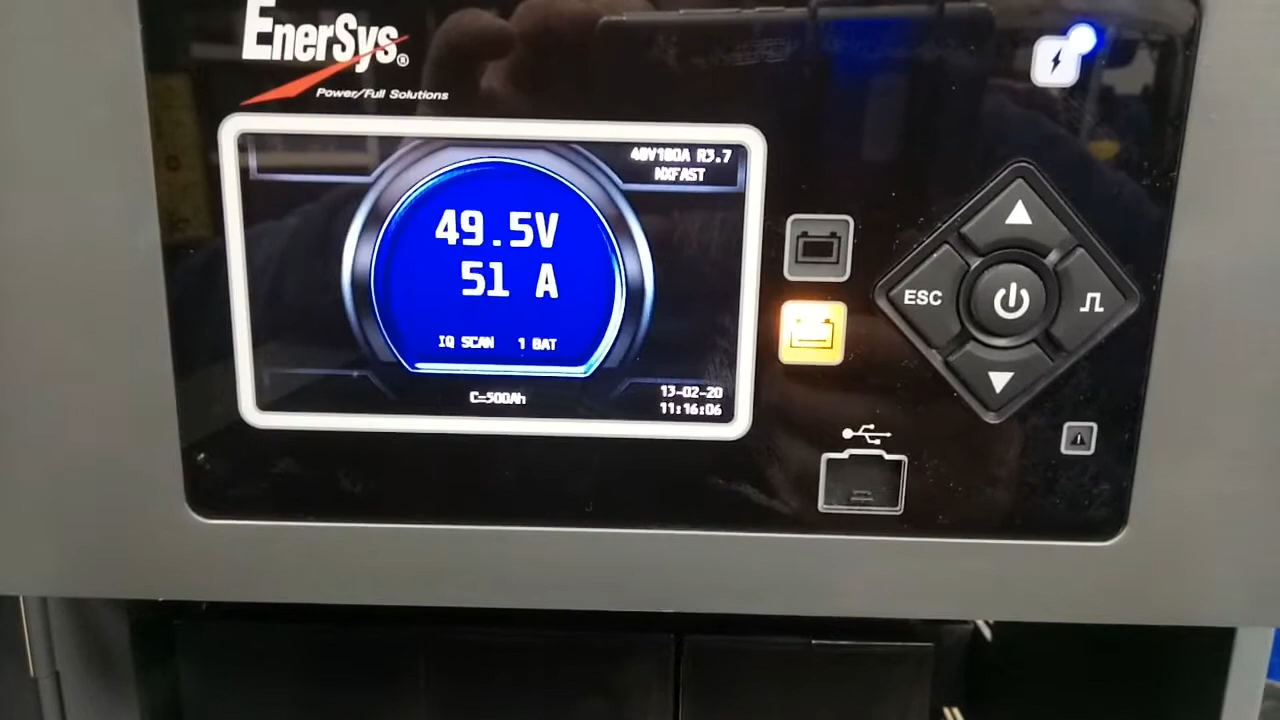 EnerSys®
Power/Full Solutions
48V180A R3.7
NXFAST
49.5V
51 A
IQ SCAN 1 BAT
C=500Ah
13-02-20
11:16:06
ESC